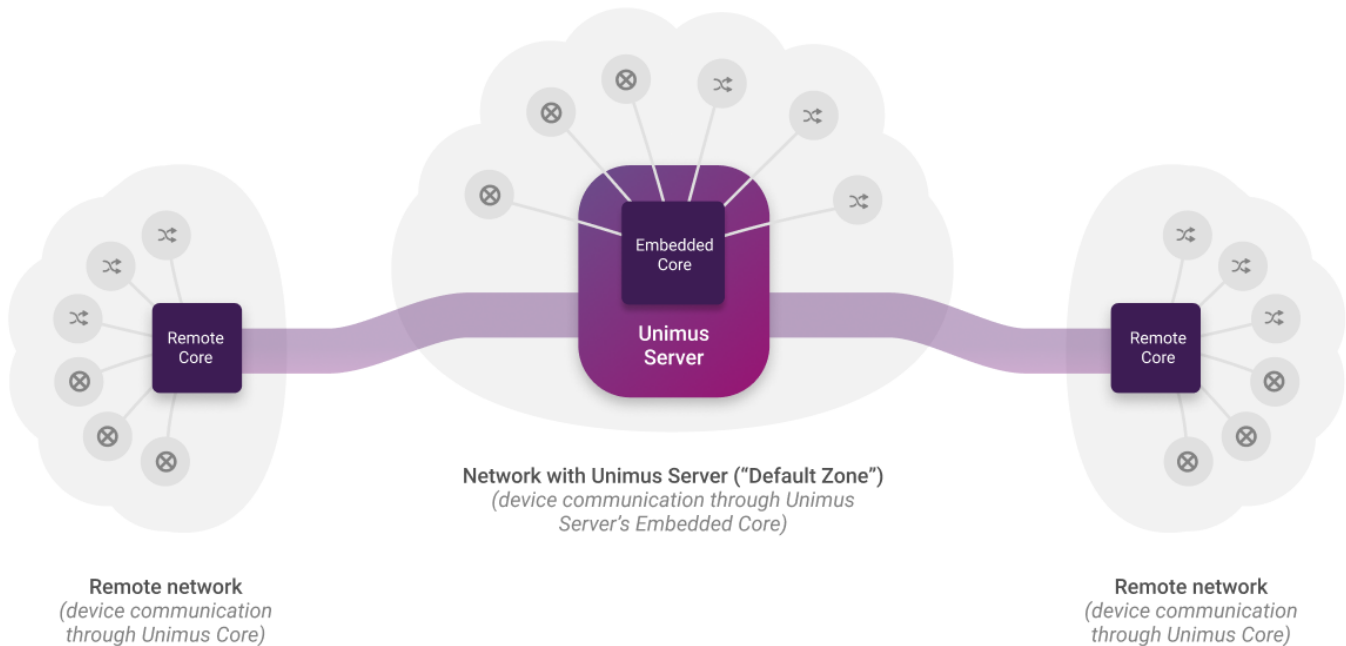 Embedded
Core
Unimus
Server
Remote
Core
Remote
Core
Network with Unimus Server (“Default Zone”)
(device communication through Unimus
Server’s Embedded Core)
Remote network
(device communication
through Unimus Core)
Remote network
(device communication
through Unimus Core)